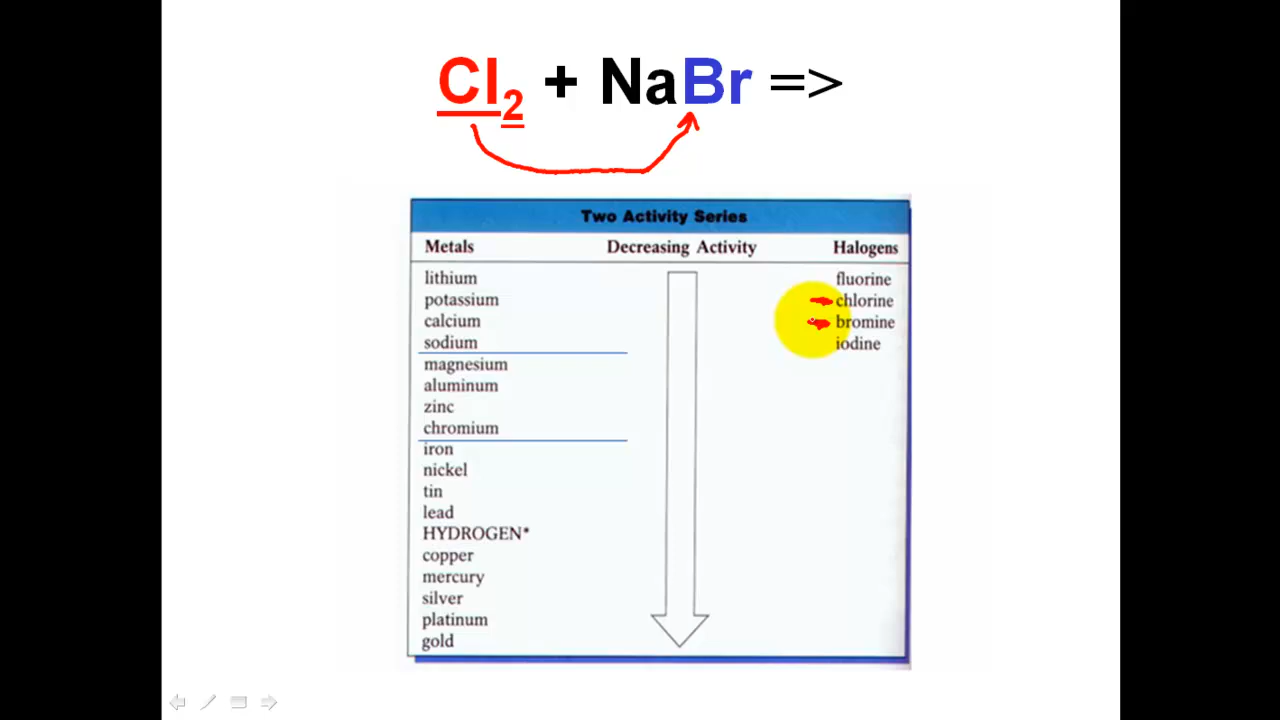 Cl₂ + NaBr =>
Two Activity Series
Metals Decreasing Activity Halogens
lithium fluorine
potassium chlorine
calcium bromine
sodium iodine
magnesium
aluminum
zinc
chromium
iron
nickel
tin
lead
HYDROGEN*
copper
mercury
silver
platinum
gold